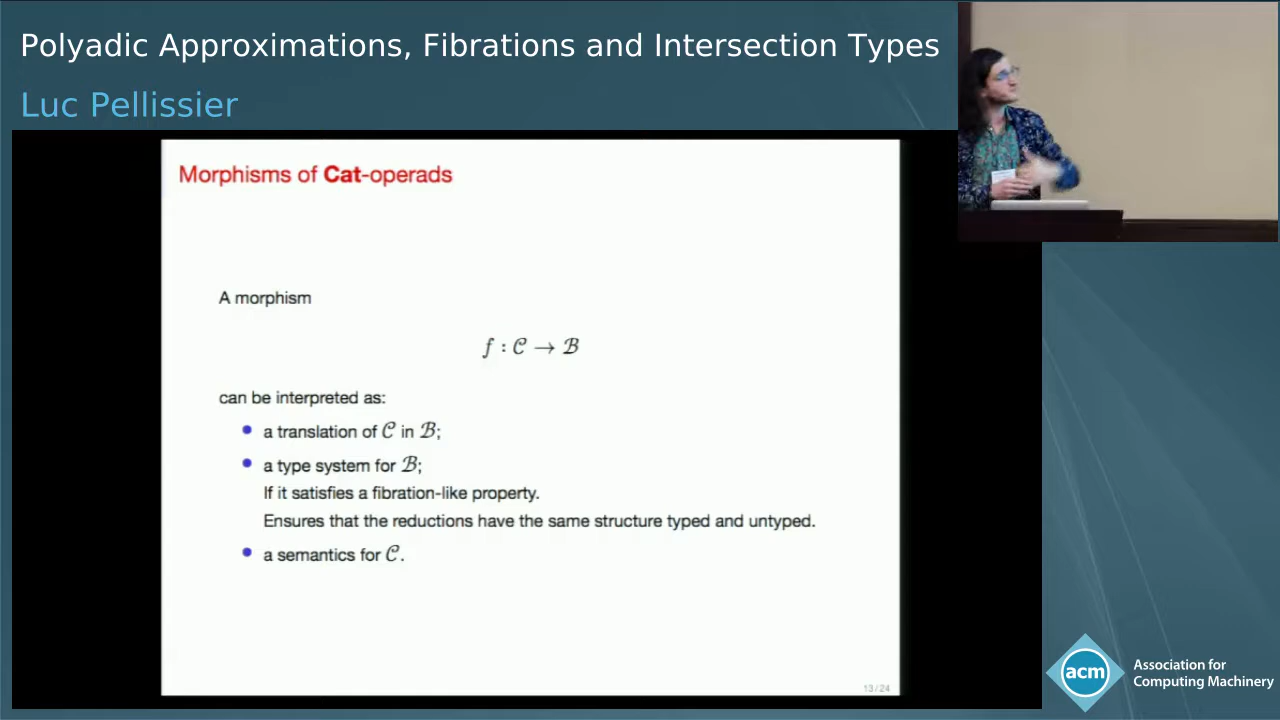 Polyadic Approximations, Fibrations and Intersection Types
Luc Pellissier
Morphisms of Cat-operads
A morphism
f : 𝒞 → ℬ
can be interpreted as:
• a translation of 𝒞 in ℬ;
• a type system for ℬ;
If it satisfies a fibration-like property.
Ensures that the reductions have the same structure typed and untyped.
• a semantics for 𝒞.
13/24
acm
Association for
Computing Machinery